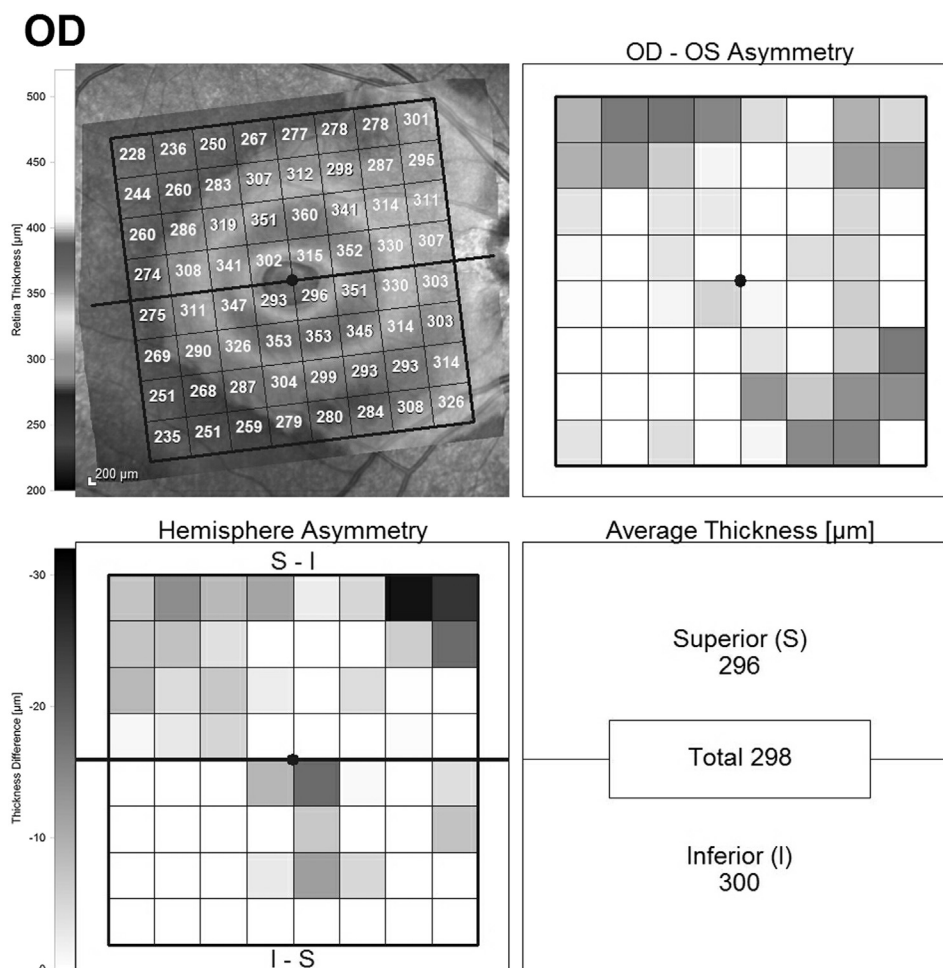 OD
OD - OS Asymmetry
500
450
400
350
300
250
200
Retina Thickness [µm]
228 236 250 267 277 278 278 301
244 260 283 307 312 298 287 295
260 286 319 351 360 341 314 311
274 308 341 302 315 352 330 307
275 311 347 293 296 351 330 303
269 290 326 353 353 345 314 303
251 268 287 304 299 293 293 314
235 251 259 279 280 284 308 326
200 µm
Hemisphere Asymmetry
S - I
-30
-20
-10
Thickness Difference [µm]
I - S
Average Thickness [µm]
Superior (S)
296
Total 298
Inferior (I)
300